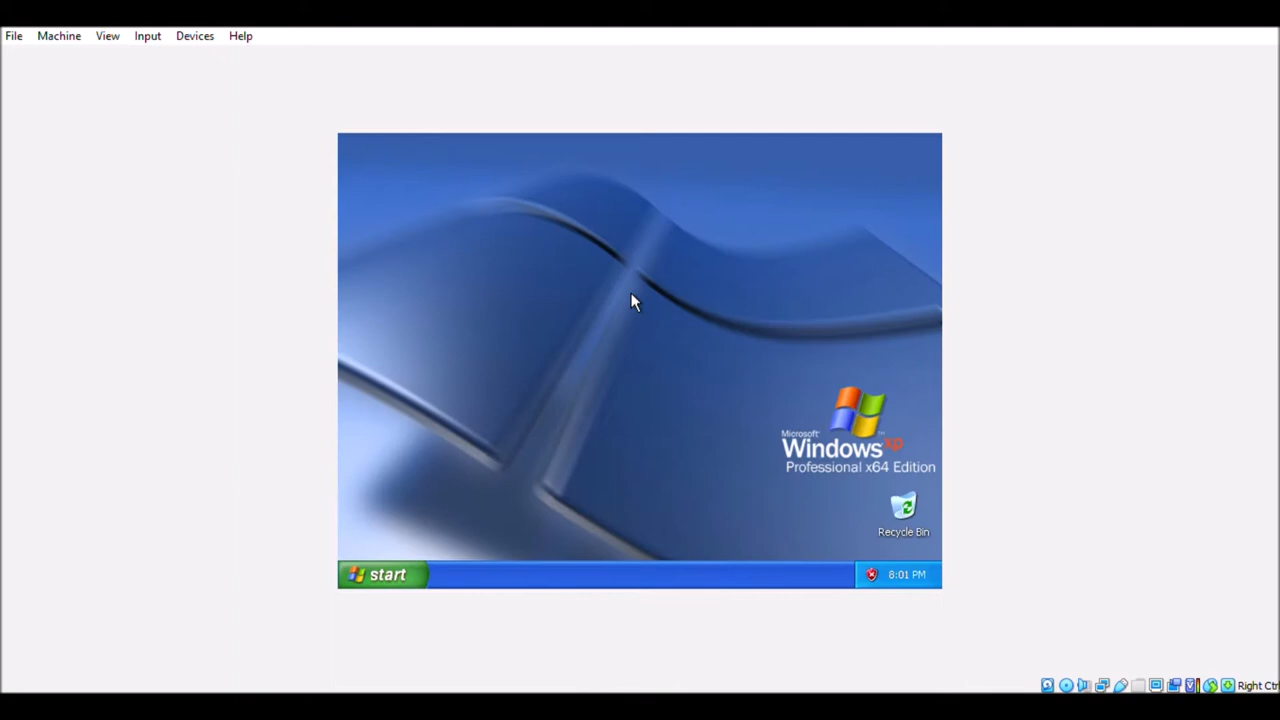 File Machine View Input Devices Help
Microsoft
Windows xp
Professional x64 Edition
Recycle Bin
start 8:01 PM
Right Ctr